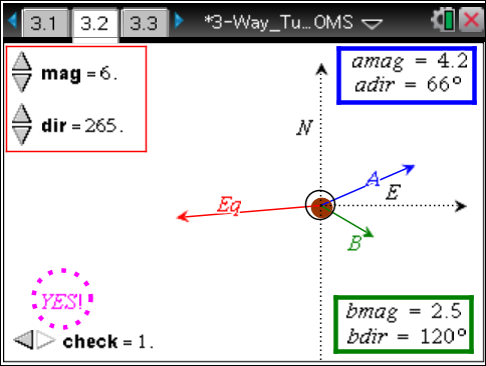 3.1 3.2 3.3 *3-Way_Tu...OMS
mag = 6.
dir = 265.
amag = 4.2
adir = 66°
N
A
E
Eq
B
YES!
check = 1.
bmag = 2.5
bdir = 120°